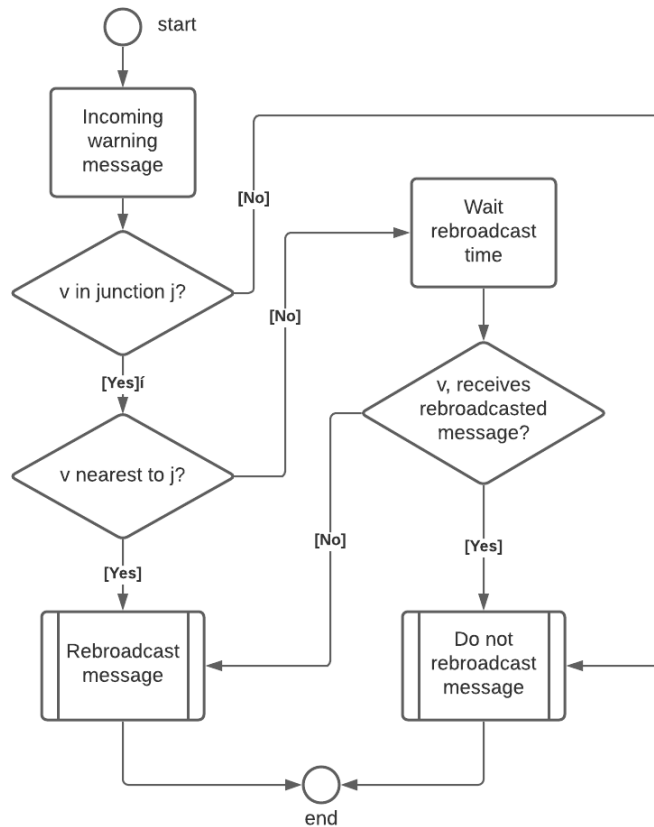 start
Incoming
warning
message
[No]
Wait
rebroadcast
time
v in junction j?
[No]
[Yes]í
v, receives
rebroadcasted
message?
v nearest to j?
[No]
[Yes]
[Yes]
Rebroadcast
message
Do not
rebroadcast
message
end